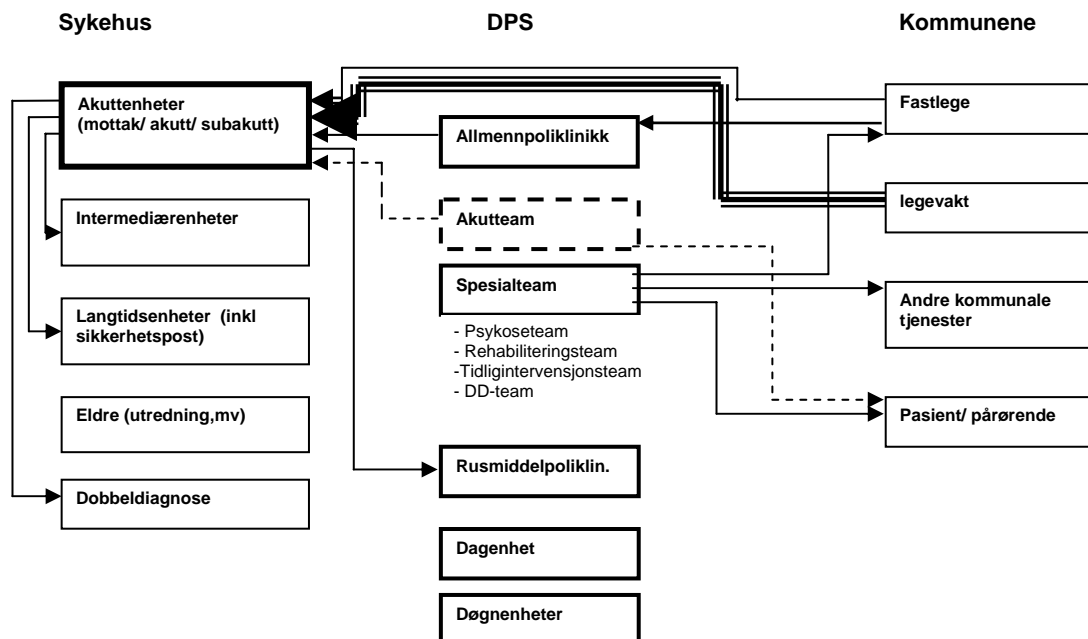 Sykehus
DPS
Kommunene
Akuttenheter
(mottak/ akutt/ subakutt)
Intermediærenheter
Langtidsenheter (inkl
sikkerhetspost)
Eldre (utredning,mv)
Dobbeldiagnose
Allmennpoliklinikk
Akutteam
Spesialteam
- Psykoseteam
- Rehabiliteringsteam
-Tidligintervensjonsteam
- DD-team
Rusmiddelpoliklin.
Dagenhet
Døgnenheter
Fastlege
legevakt
Andre kommunale
tjenester
Pasient/ pårørende